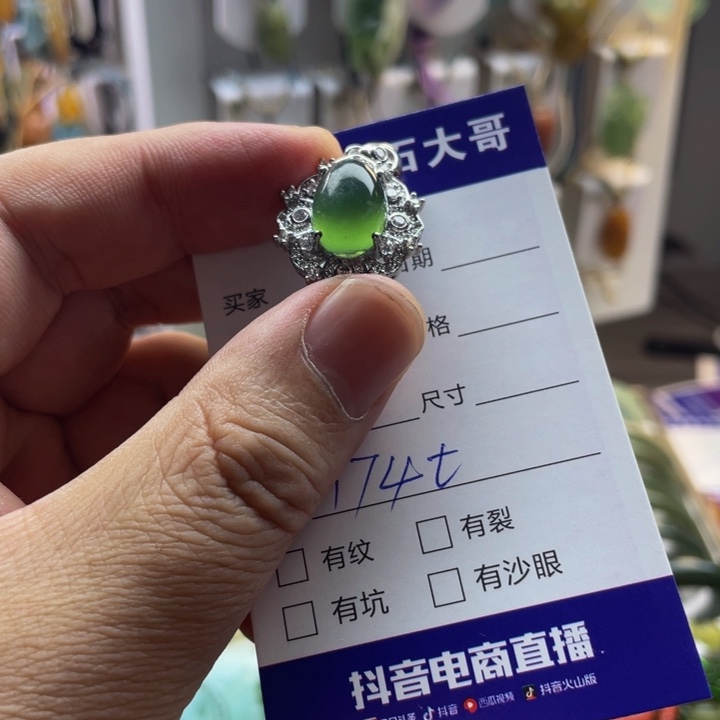 石大哥
买家
日期
格
尺寸
174t
有纹
有裂
有坑
有沙眼
抖音电商直播
抖音 西瓜视频 抖音火山版